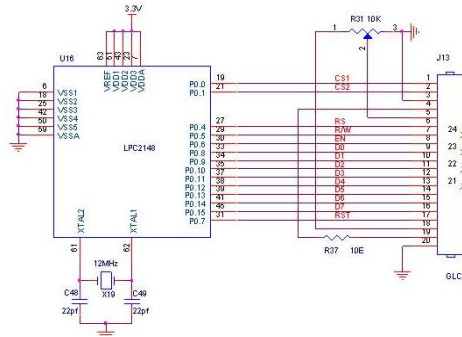 3.3V
R31 10K
1
3
2
U16
J13
63
51
43
23
7
VREF
VDD1
VDD2
VDD3
VDDA
6 VSS1
18 VSS2
25 VSS3
42 VSS4
50 VSS5
59 VSSA
LPC2148
P0.0 19 CS1 1
P0.1 21 CS2 2
3
4
5
P0.4 27 RS 6
P0.5 29 R/W 7
P0.6 30 EN 8
P0.8 33 D0 9
P0.9 34 D1 10
P0.10 35 D2 11
P0.11 37 D3 12
P0.12 38 D4 13
P0.13 39 D5 14
P0.14 41 D6 15
P0.15 45 D7 16
P0.7 31 RST 17
18
19
20
24
23
22
21
XTAL2
XTAL1
61
62
R37 10E
12MHz
X19
C48
C49
22pf
22pf
GLC